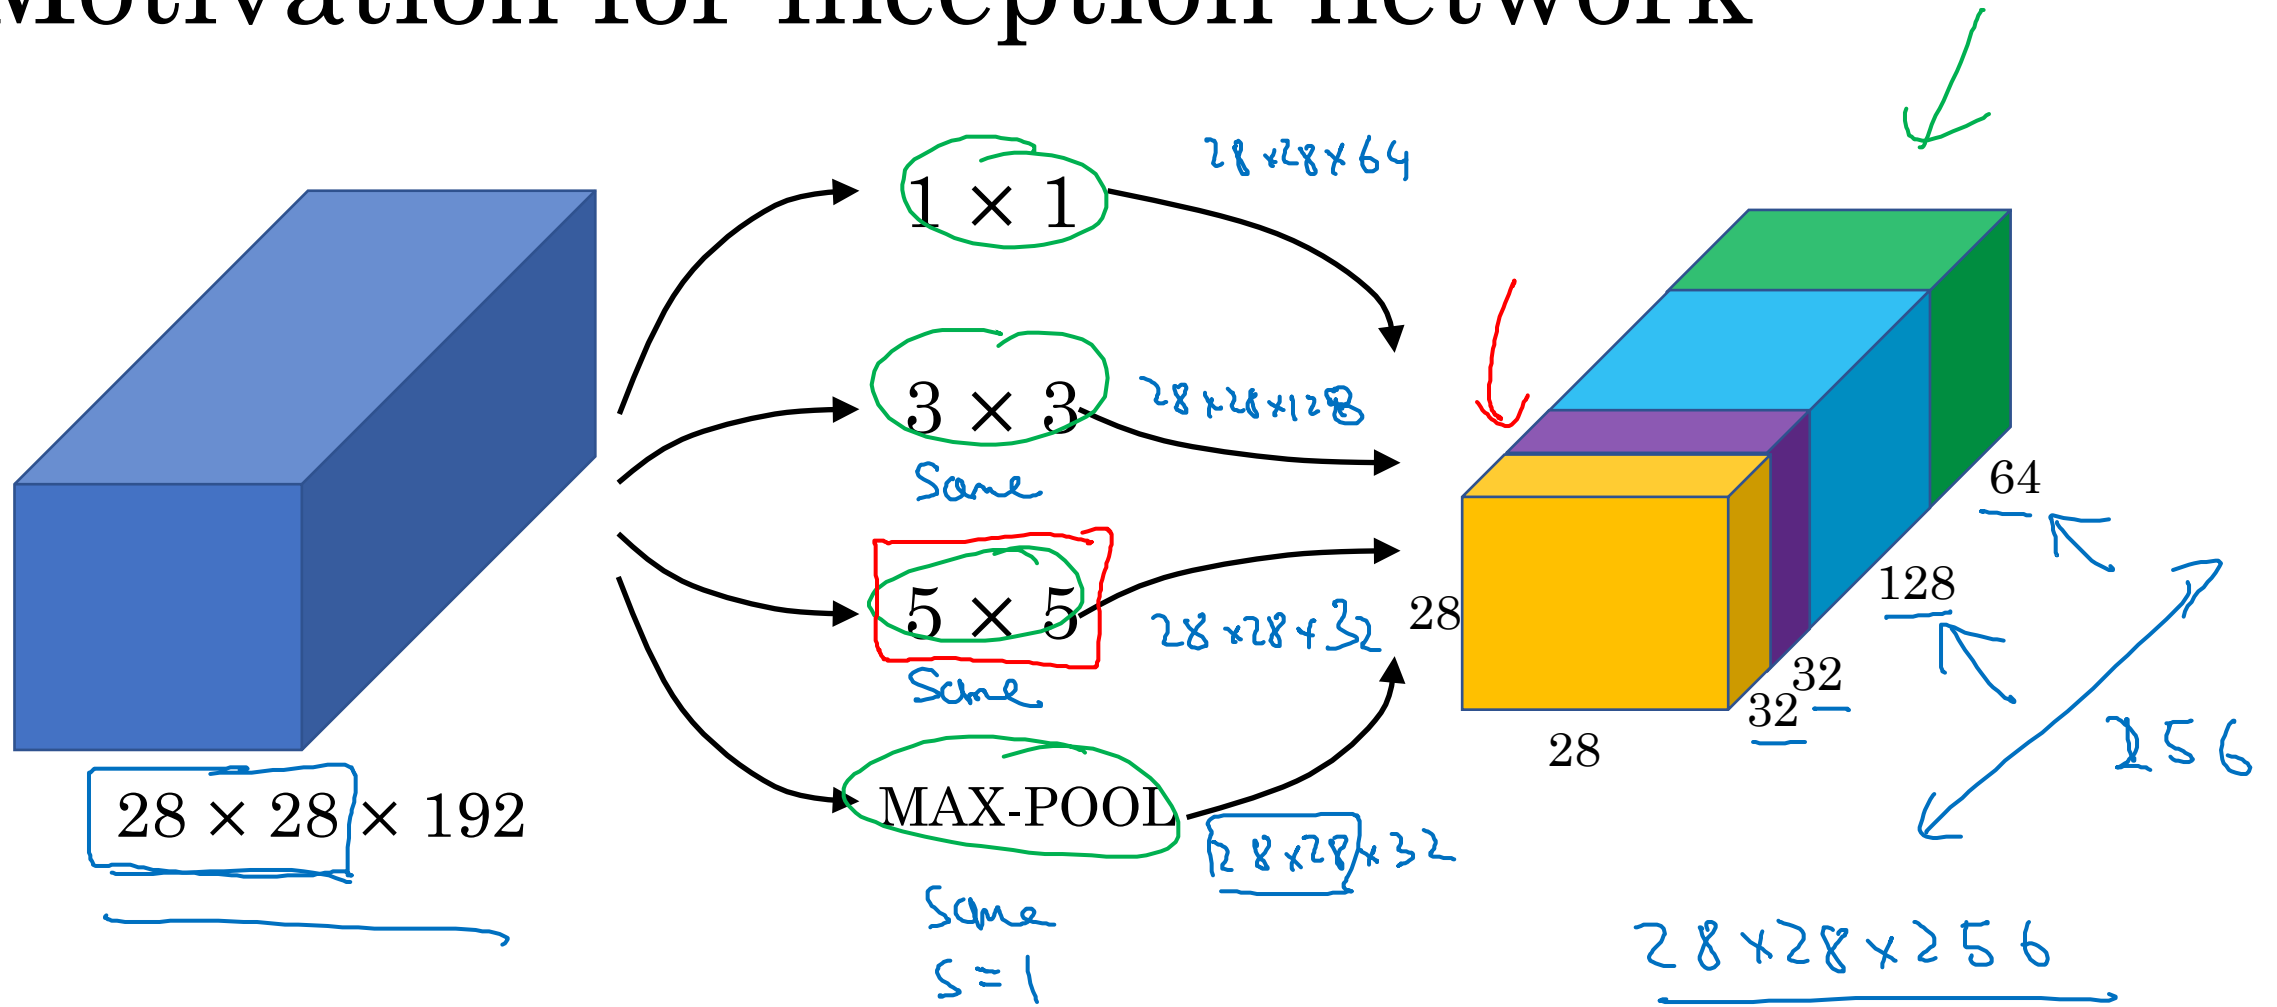 Motivation for inception network
28 × 28 × 192
1 × 1
28×28×64
3 × 3
Same
28×28×128
5 × 5
Same
28×28×32
MAX-POOL
Same
s = 1
28×28×32
28
28
32
32
128
64
256
28×28×256